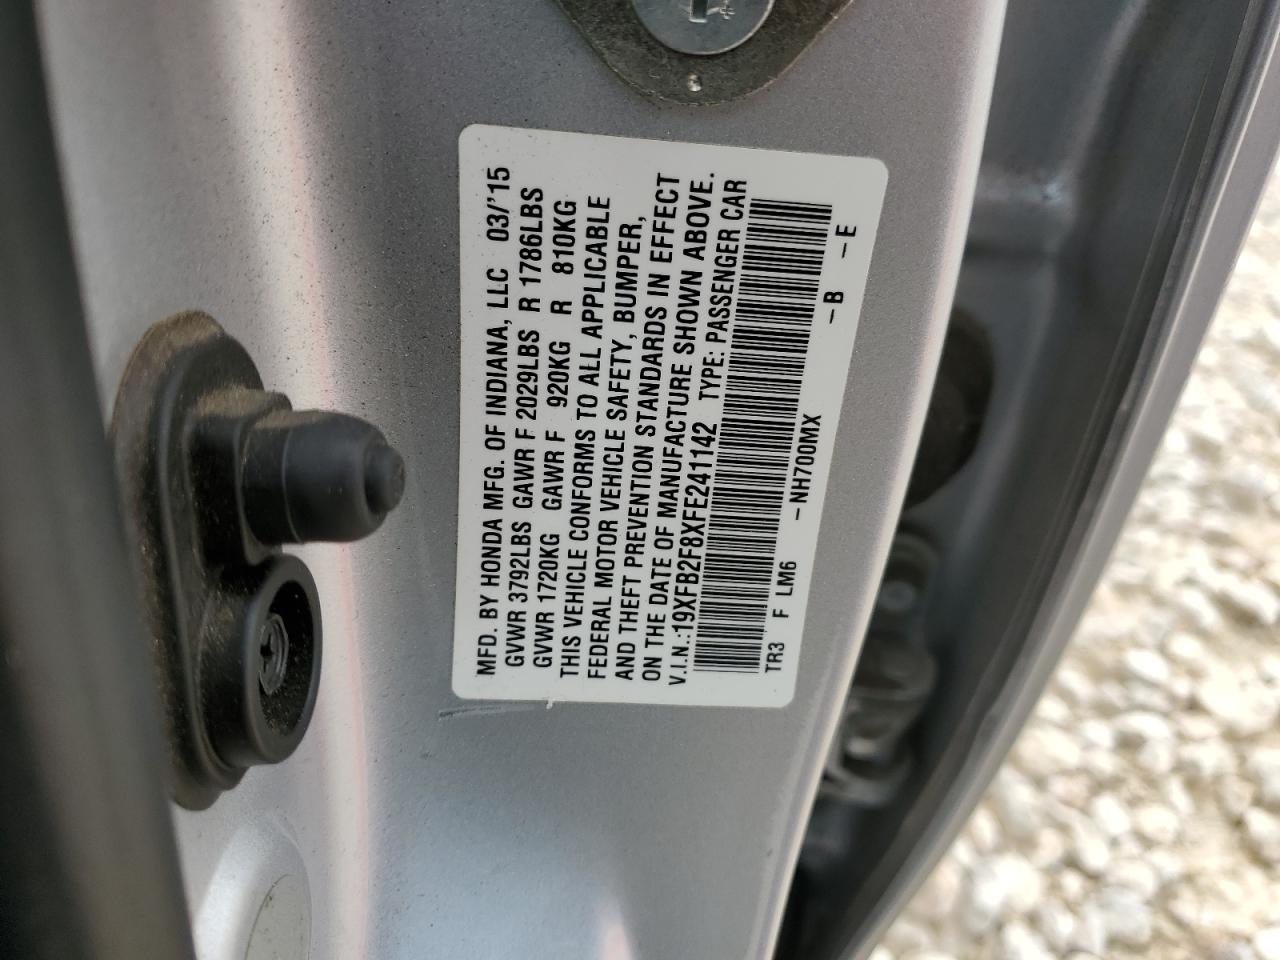 MFD. BY HONDA MFG. OF INDIANA, LLC 03/'15
GVWR 3792LBS GAWR F 2029LBS R 1786LBS
GVWR 1720KG GAWR F 920KG R 810KG
THIS VEHICLE CONFORMS TO ALL APPLICABLE
FEDERAL MOTOR VEHICLE SAFETY, BUMPER,
AND THEFT PREVENTION STANDARDS IN EFFECT
ON THE DATE OF MANUFACTURE SHOWN ABOVE.
V.I.N.:19XFB2F8XFE241142 TYPE: PASSENGER CAR
TR3 F LM6 -NH700MX -B -E